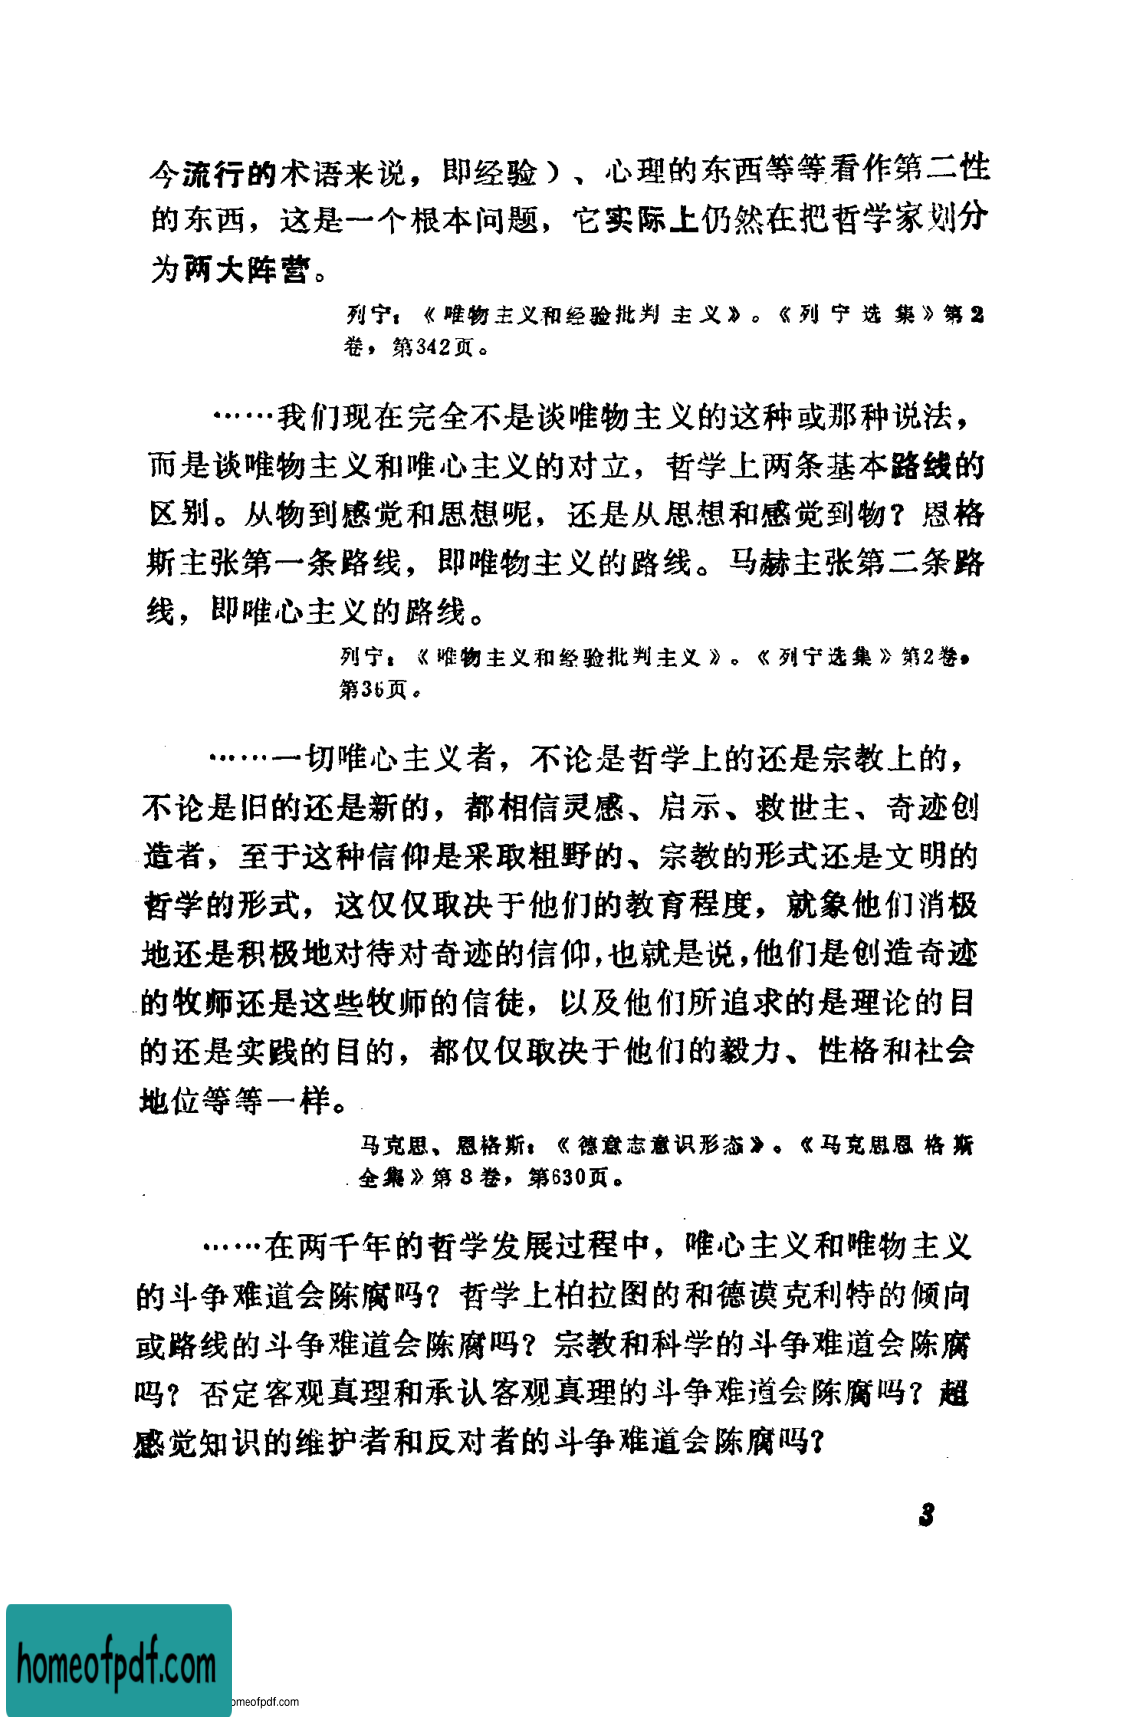 今流行的术语来说，即经验）、心理的东西等等看作第二性
的东西，这是一个根本问题，它实际上仍然在把哲学家划分
为两大阵营。
列宁：《唯物主义和经验批判主义》。《列宁选集》第2
卷，第342页。
……我们现在完全不是谈唯物主义的这种或那种说法，
而是谈唯物主义和唯心主义的对立，哲学上两条基本路线的
区别。从物到感觉和思想呢，还是从思想和感觉到物？恩格
斯主张第一条路线，即唯物主义的路线。马赫主张第二条路
线，即唯心主义的路线。
列宁：《唯物主义和经验批判主义》。《列宁选集》第2卷，
第36页。
……一切唯心主义者，不论是哲学上的还是宗教上的，
不论是旧的还是新的，都相信灵感、启示、救世主、奇迹创
造者，至于这种信仰是采取粗野的、宗教的形式还是文明的
哲学的形式，这仅仅取决于他们的教育程度，就象他们消极
地还是积极地对待对奇迹的信仰，也就是说，他们是创造奇迹
的牧师还是这些牧师的信徒，以及他们所追求的是理论的目
的还是实践的目的，都仅仅取决于他们的毅力、性格和社会
地位等等一样。
马克思、恩格斯：《德意志意识形态》。《马克思恩格斯
全集》第3卷，第630页。
……在两千年的哲学发展过程中，唯心主义和唯物主义
的斗争难道会陈腐吗？哲学上柏拉图的和德谟克利特的倾向
或路线的斗争难道会陈腐吗？宗教和科学的斗争难道会陈腐
吗？否定客观真理和承认客观真理的斗争难道会陈腐吗？超
感觉知识的维护者和反对者的斗争难道会陈腐吗？
3
homeofpdf.com
omeofpdf.com